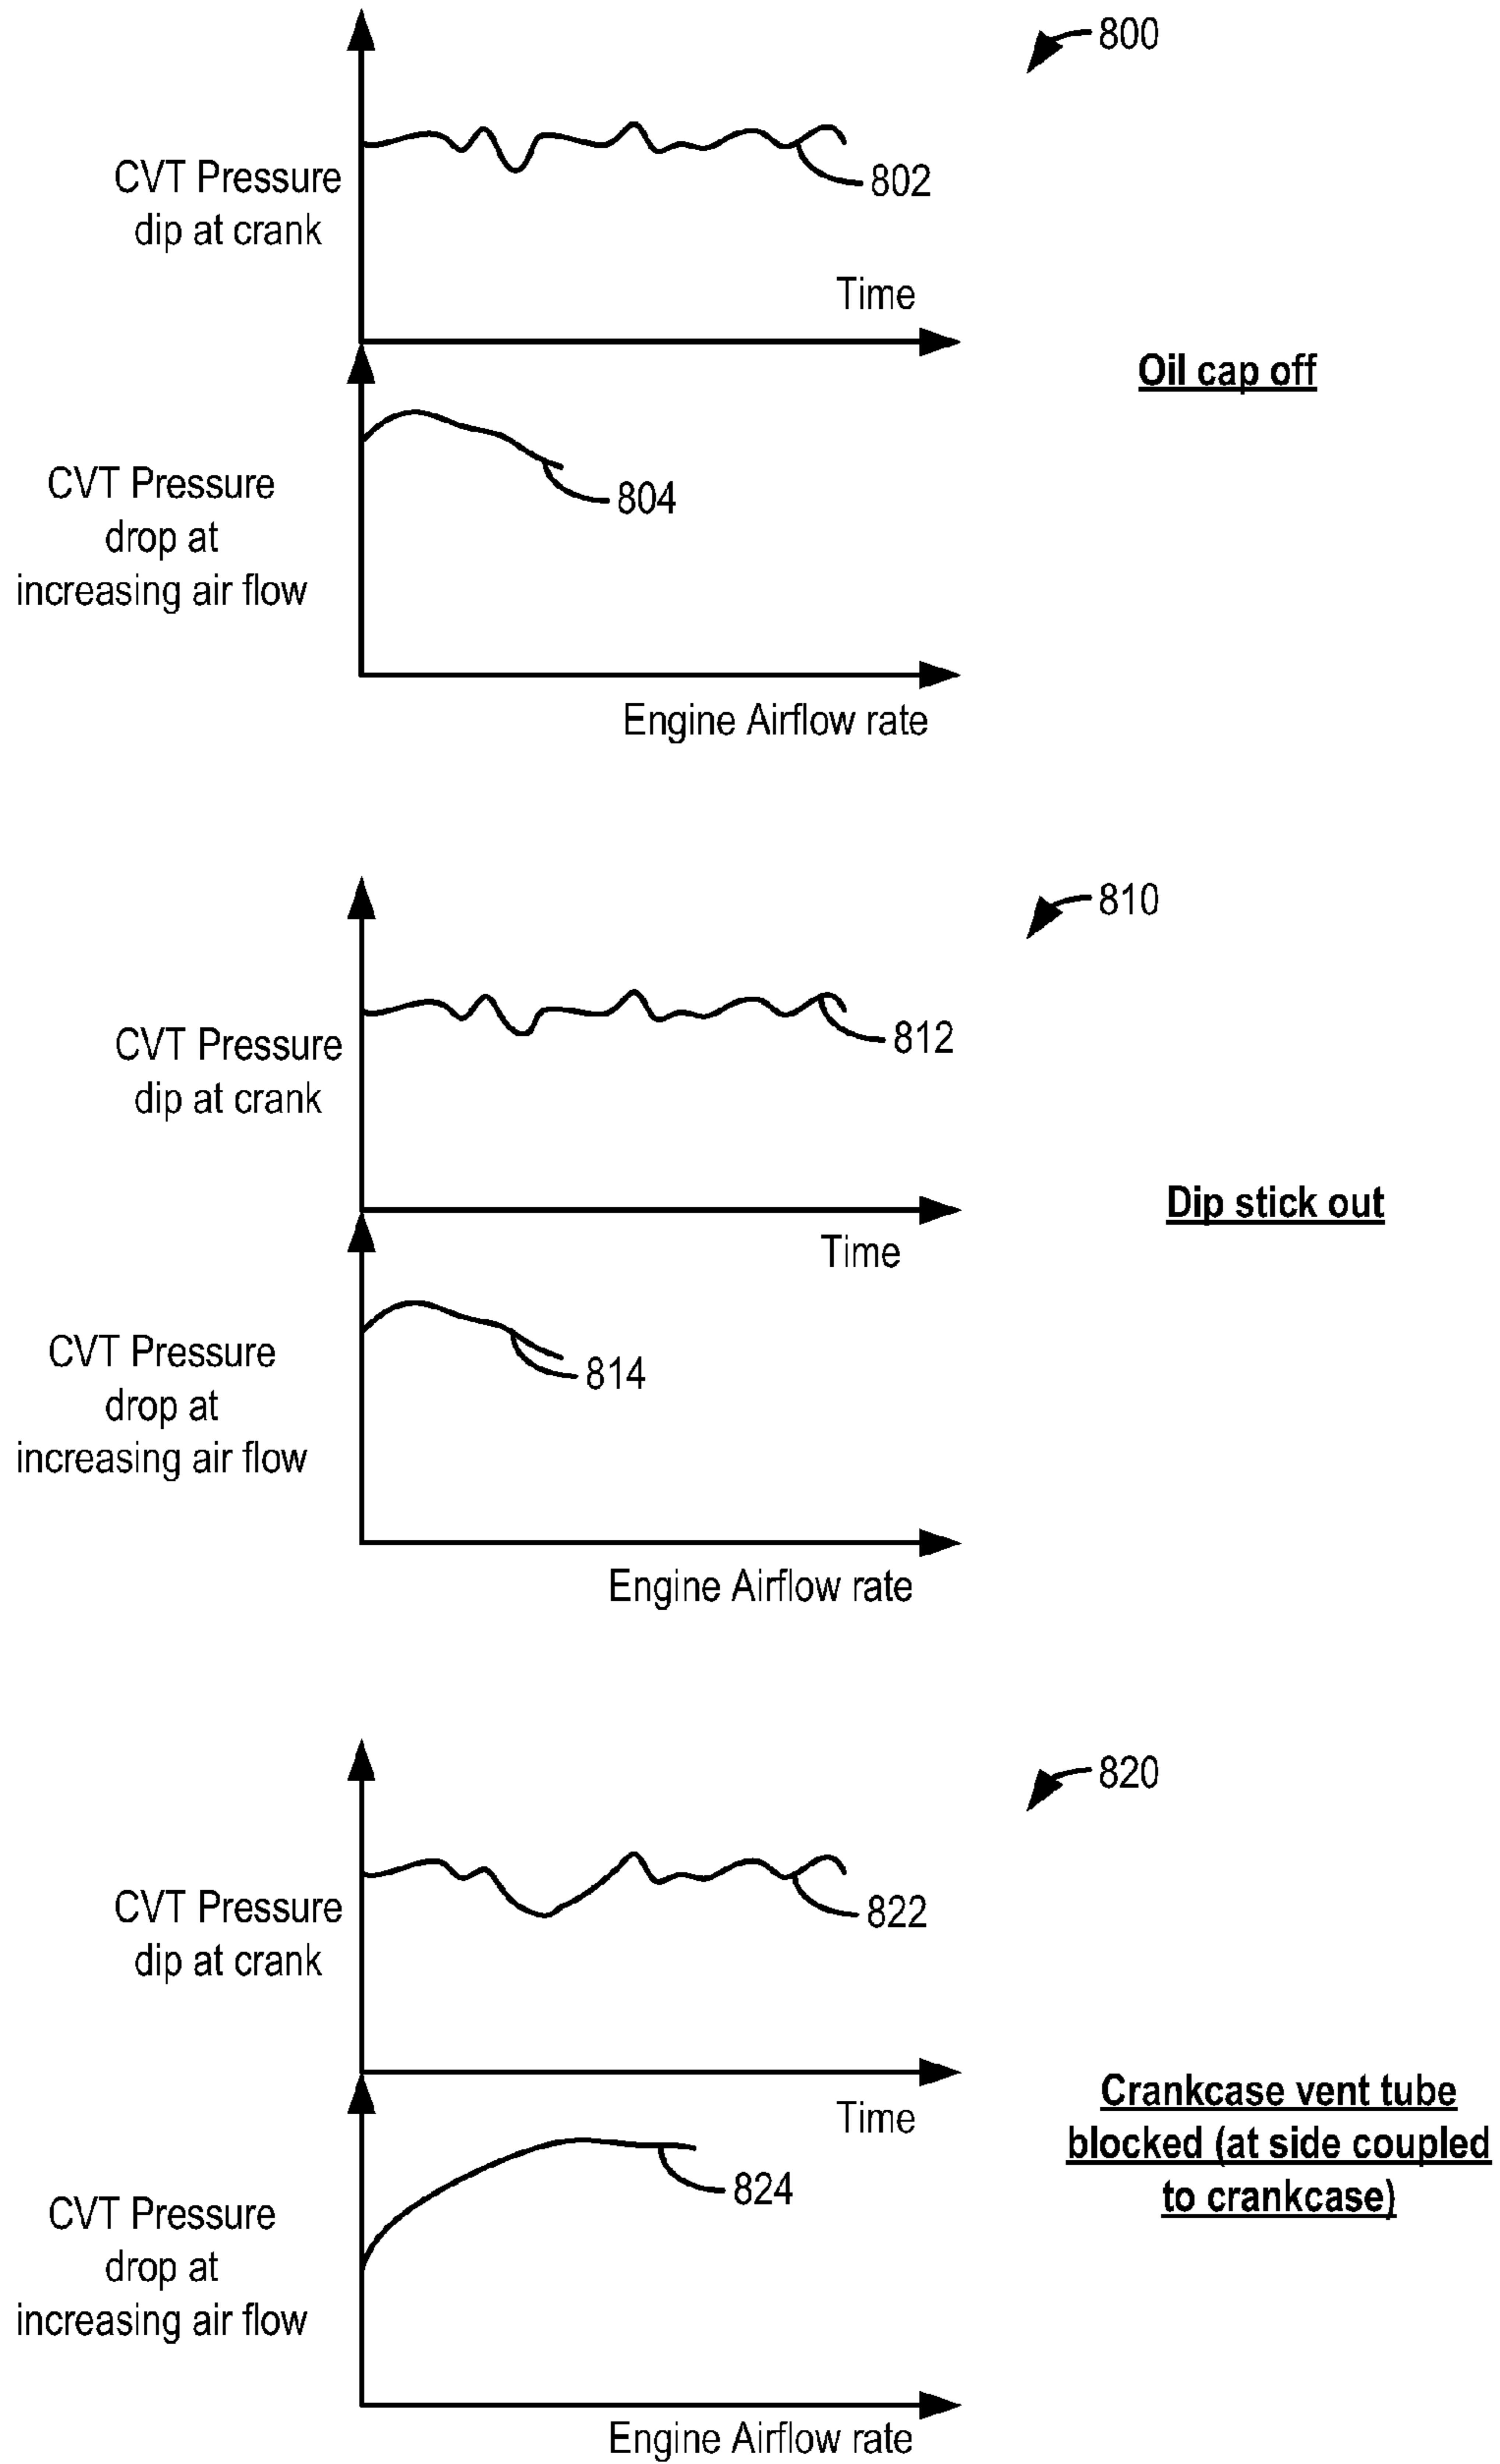 800
CVT Pressure
dip at crank
802
Time
Oil cap off
CVT Pressure
drop at
increasing air flow
804
Engine Airflow rate
810
CVT Pressure
dip at crank
812
Time
Dip stick out
CVT Pressure
drop at
increasing air flow
814
Engine Airflow rate
820
CVT Pressure
dip at crank
822
Time
Crankcase vent tube
blocked (at side coupled
to crankcase)
CVT Pressure
drop at
increasing air flow
824
Engine Airflow rate